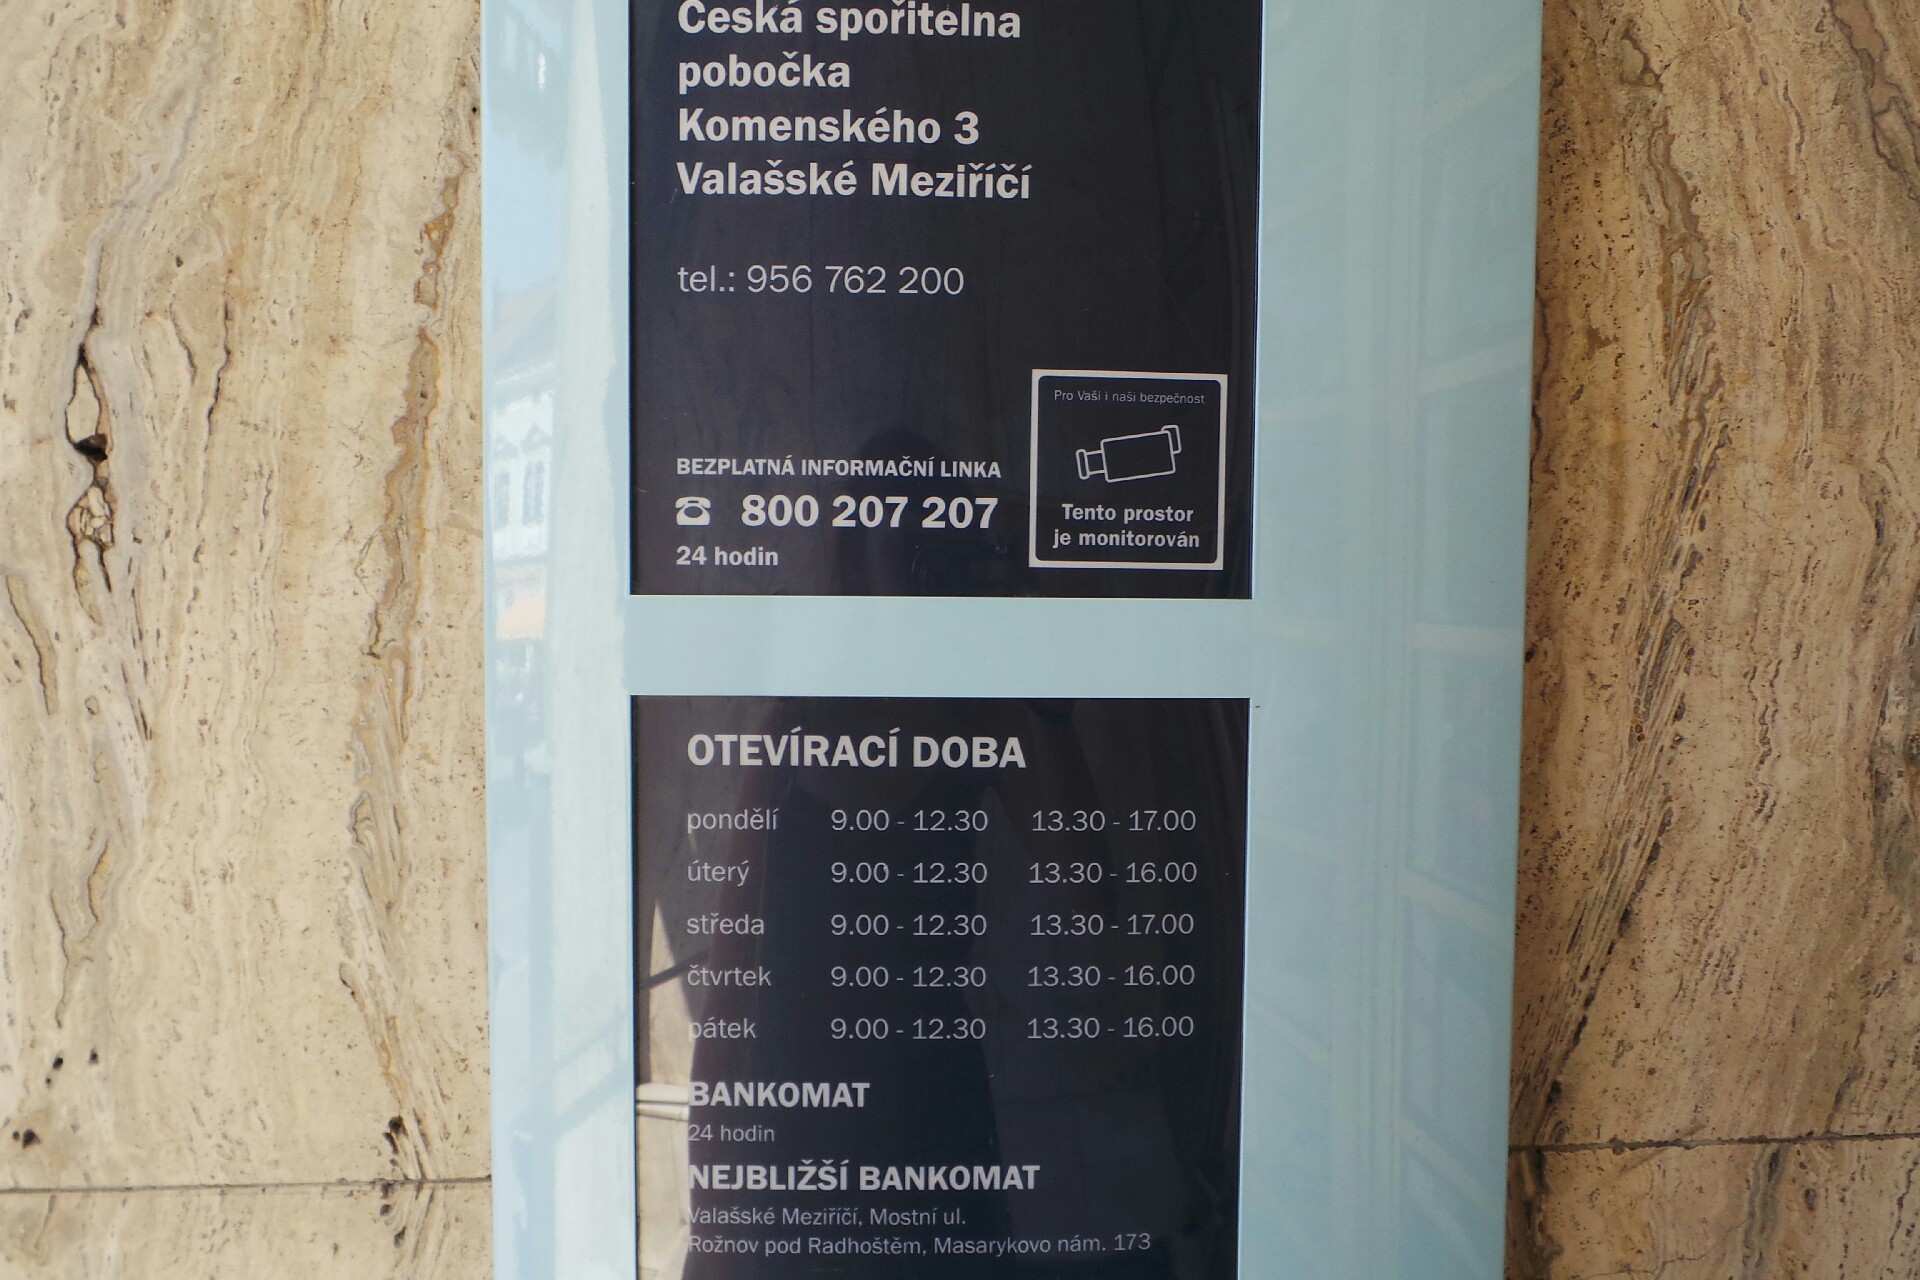 Česká spořitelna
pobočka
Komenského 3
Valašské Meziříčí
tel.: 956 762 200
Pro Vaši i naši bezpečnost
Tento prostor
je monitorován
BEZPLATNÁ INFORMAČNÍ LINKA
800 207 207
24 hodin
OTEVÍRACÍ DOBA
pondělí 9.00 - 12.30 13.30 - 17.00
úterý 9.00 - 12.30 13.30 - 16.00
středa 9.00 - 12.30 13.30 - 17.00
čtvrtek 9.00 - 12.30 13.30 - 16.00
pátek 9.00 - 12.30 13.30 - 16.00
BANKOMAT
24 hodin
NEJBLIŽŠÍ BANKOMAT
Valašské Meziříčí, Mostní ul.
Rožnov pod Radhoštěm, Masarykovo nám. 173